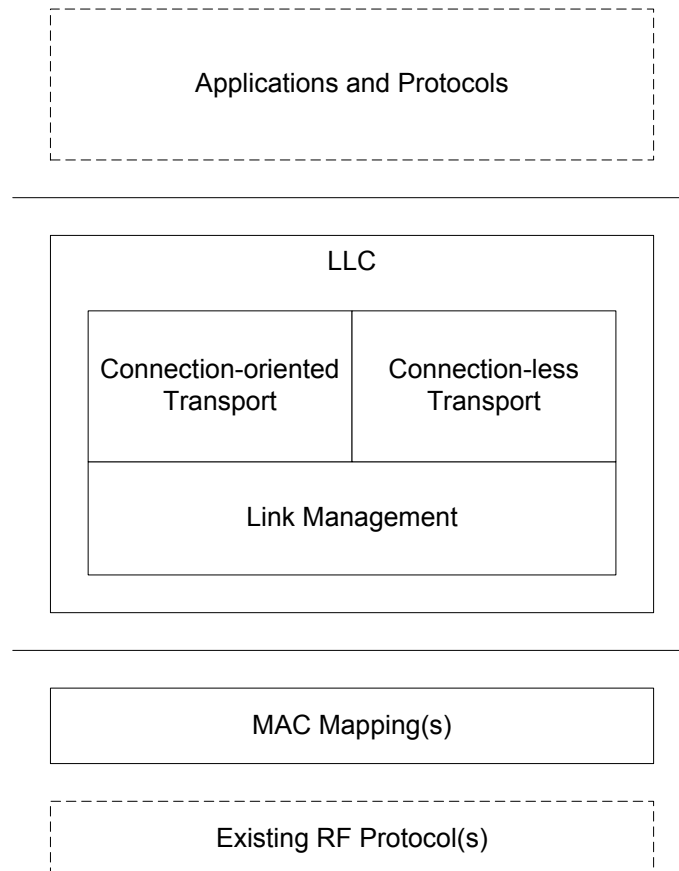 Applications and Protocols
LLC
Connection-oriented
Transport
Connection-less
Transport
Link Management
MAC Mapping(s)
Existing RF Protocol(s)